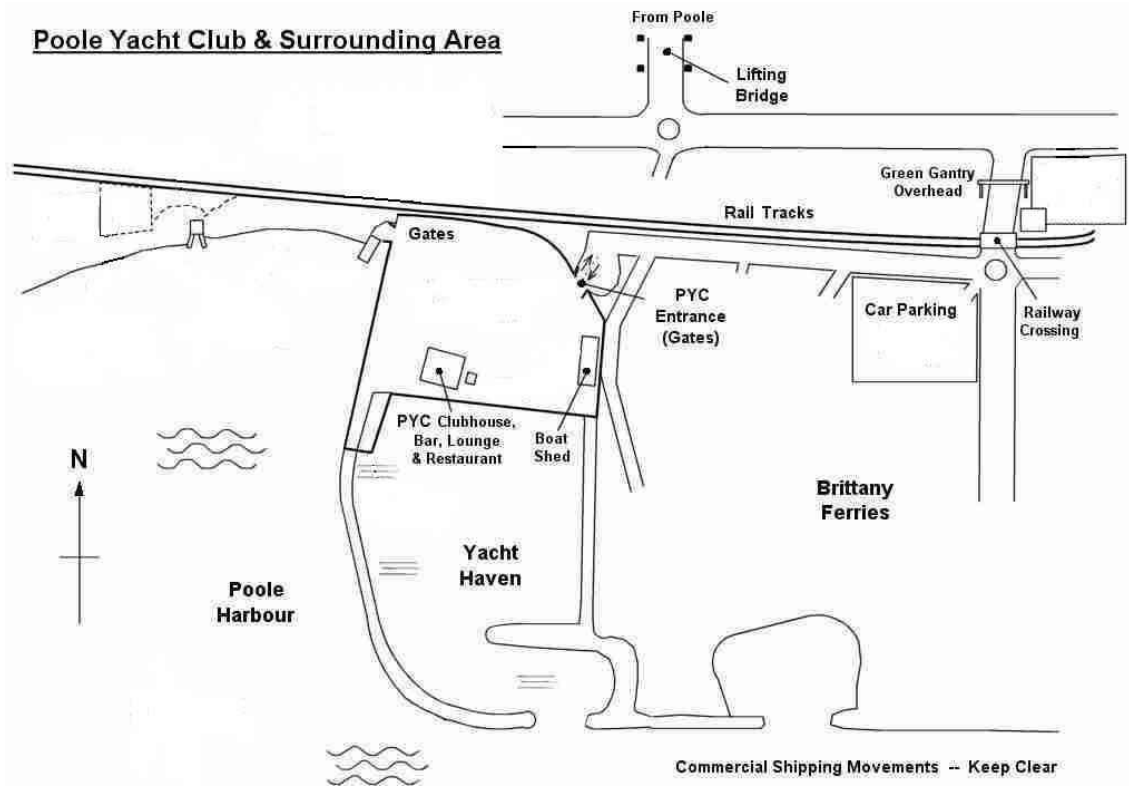 Poole Yacht Club & Surrounding Area
From Poole
Lifting
Bridge
Green Gantry
Overhead
Rail Tracks
Gates
PYC
Entrance
(Gates)
Car Parking
Railway
Crossing
PYC Clubhouse,
Bar, Lounge
& Restaurant
Boat
Shed
N
Brittany
Ferries
Yacht
Haven
Poole
Harbour
Commercial Shipping Movements -- Keep Clear